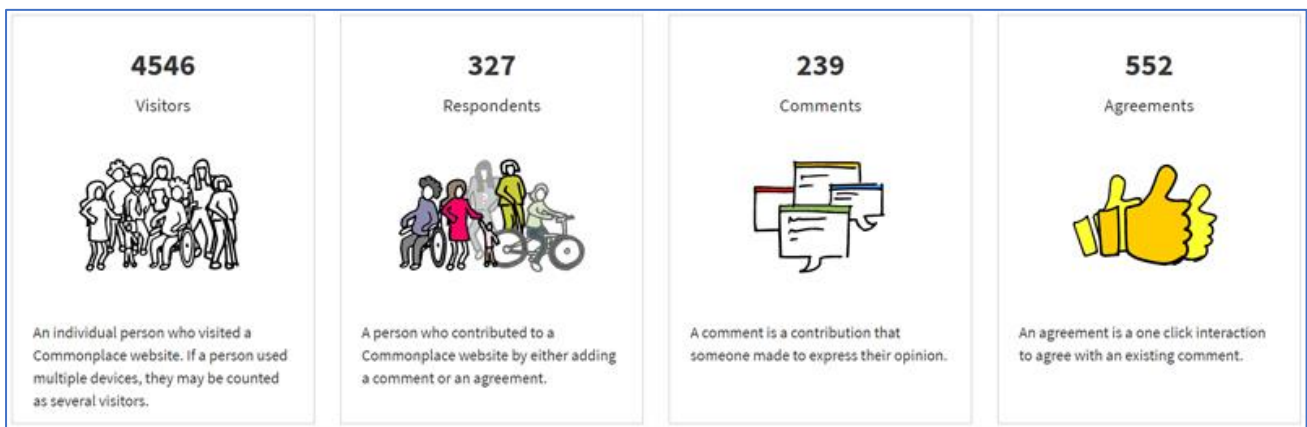 4546
Visitors
An individual person who visited a
Commonplace website. If a person used
multiple devices, they may be counted
as several visitors.
327
Respondents
A person who contributed to a
Commonplace website by either adding
a comment or an agreement.
239
Comments
A comment is a contribution that
someone made to express their opinion.
552
Agreements
An agreement is a one click interaction
to agree with an existing comment.